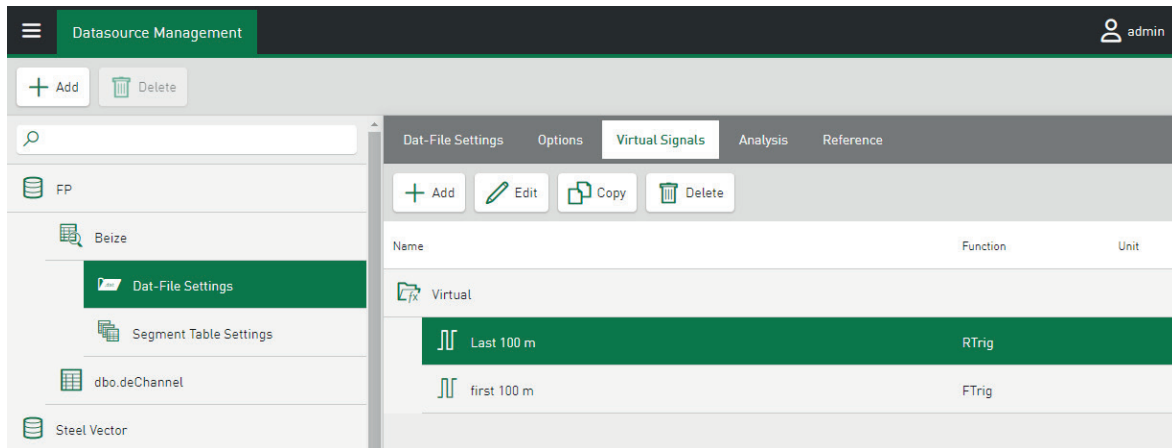 Datasource Management admin
Add Delete
FP
Beize
Dat-File Settings
Segment Table Settings
dbo.deChannel
Steel Vector
Dat-File Settings Options Virtual Signals Analysis Reference
Add Edit Copy Delete
Name Function Unit
Virtual
Last 100 m RTrig
first 100 m FTrig